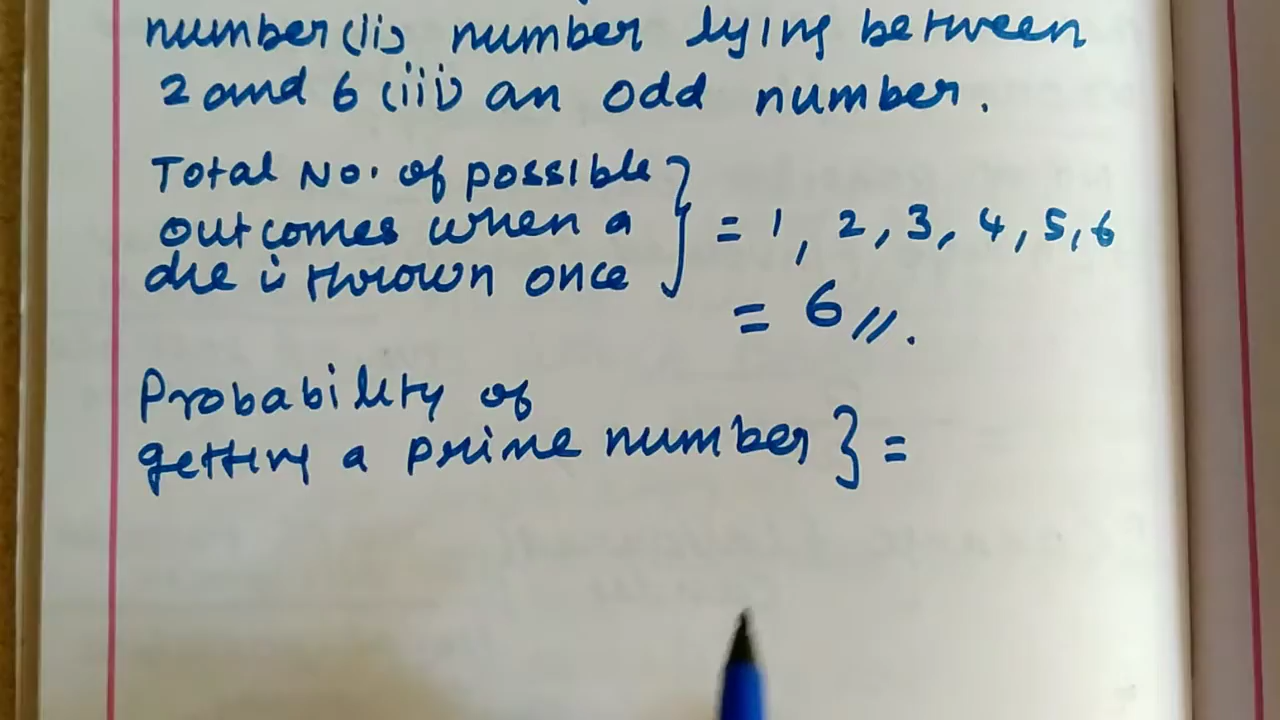 number (ii) number lying between
2 and 6 (iii) an odd number.
Total No. of possible
outcomes when a
die is thrown once } = 1, 2, 3, 4, 5, 6
= 6 //.
Probability of
getting a prime number } =